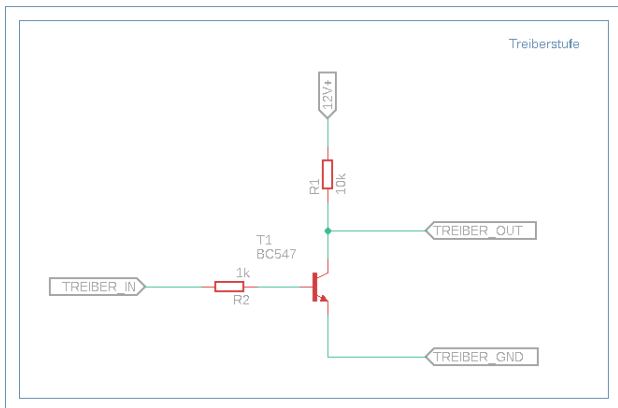 Treiberstufe
12V+
R1
10k
TREIBER_OUT
T1
BC547
TREIBER_IN
1k
R2
TREIBER_GND